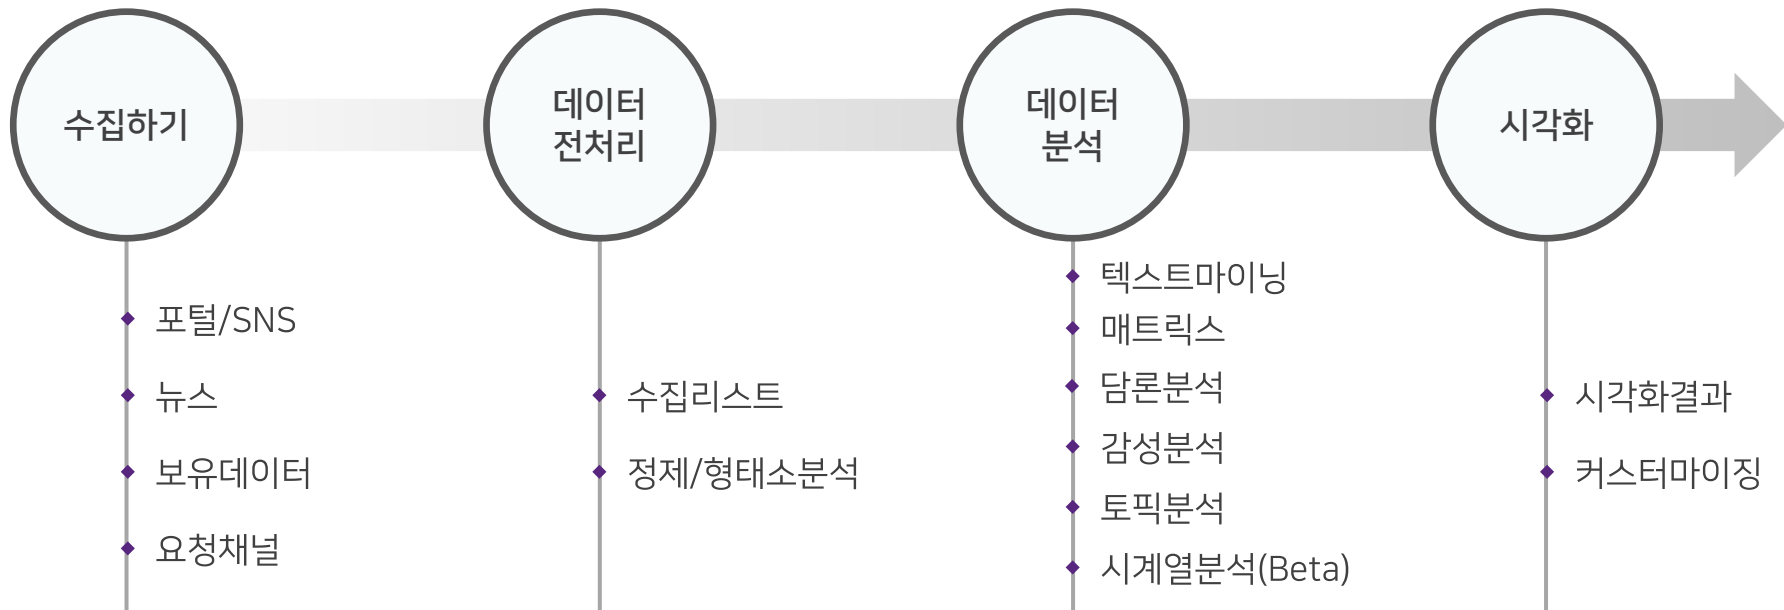 수집하기
데이터
전처리
데이터
분석
시각화
포털/SNS
뉴스
보유데이터
요청채널
수집리스트
정제/형태소분석
텍스트마이닝
매트릭스
담론분석
감성분석
토픽분석
시계열분석(Beta)
시각화결과
커스터마이징